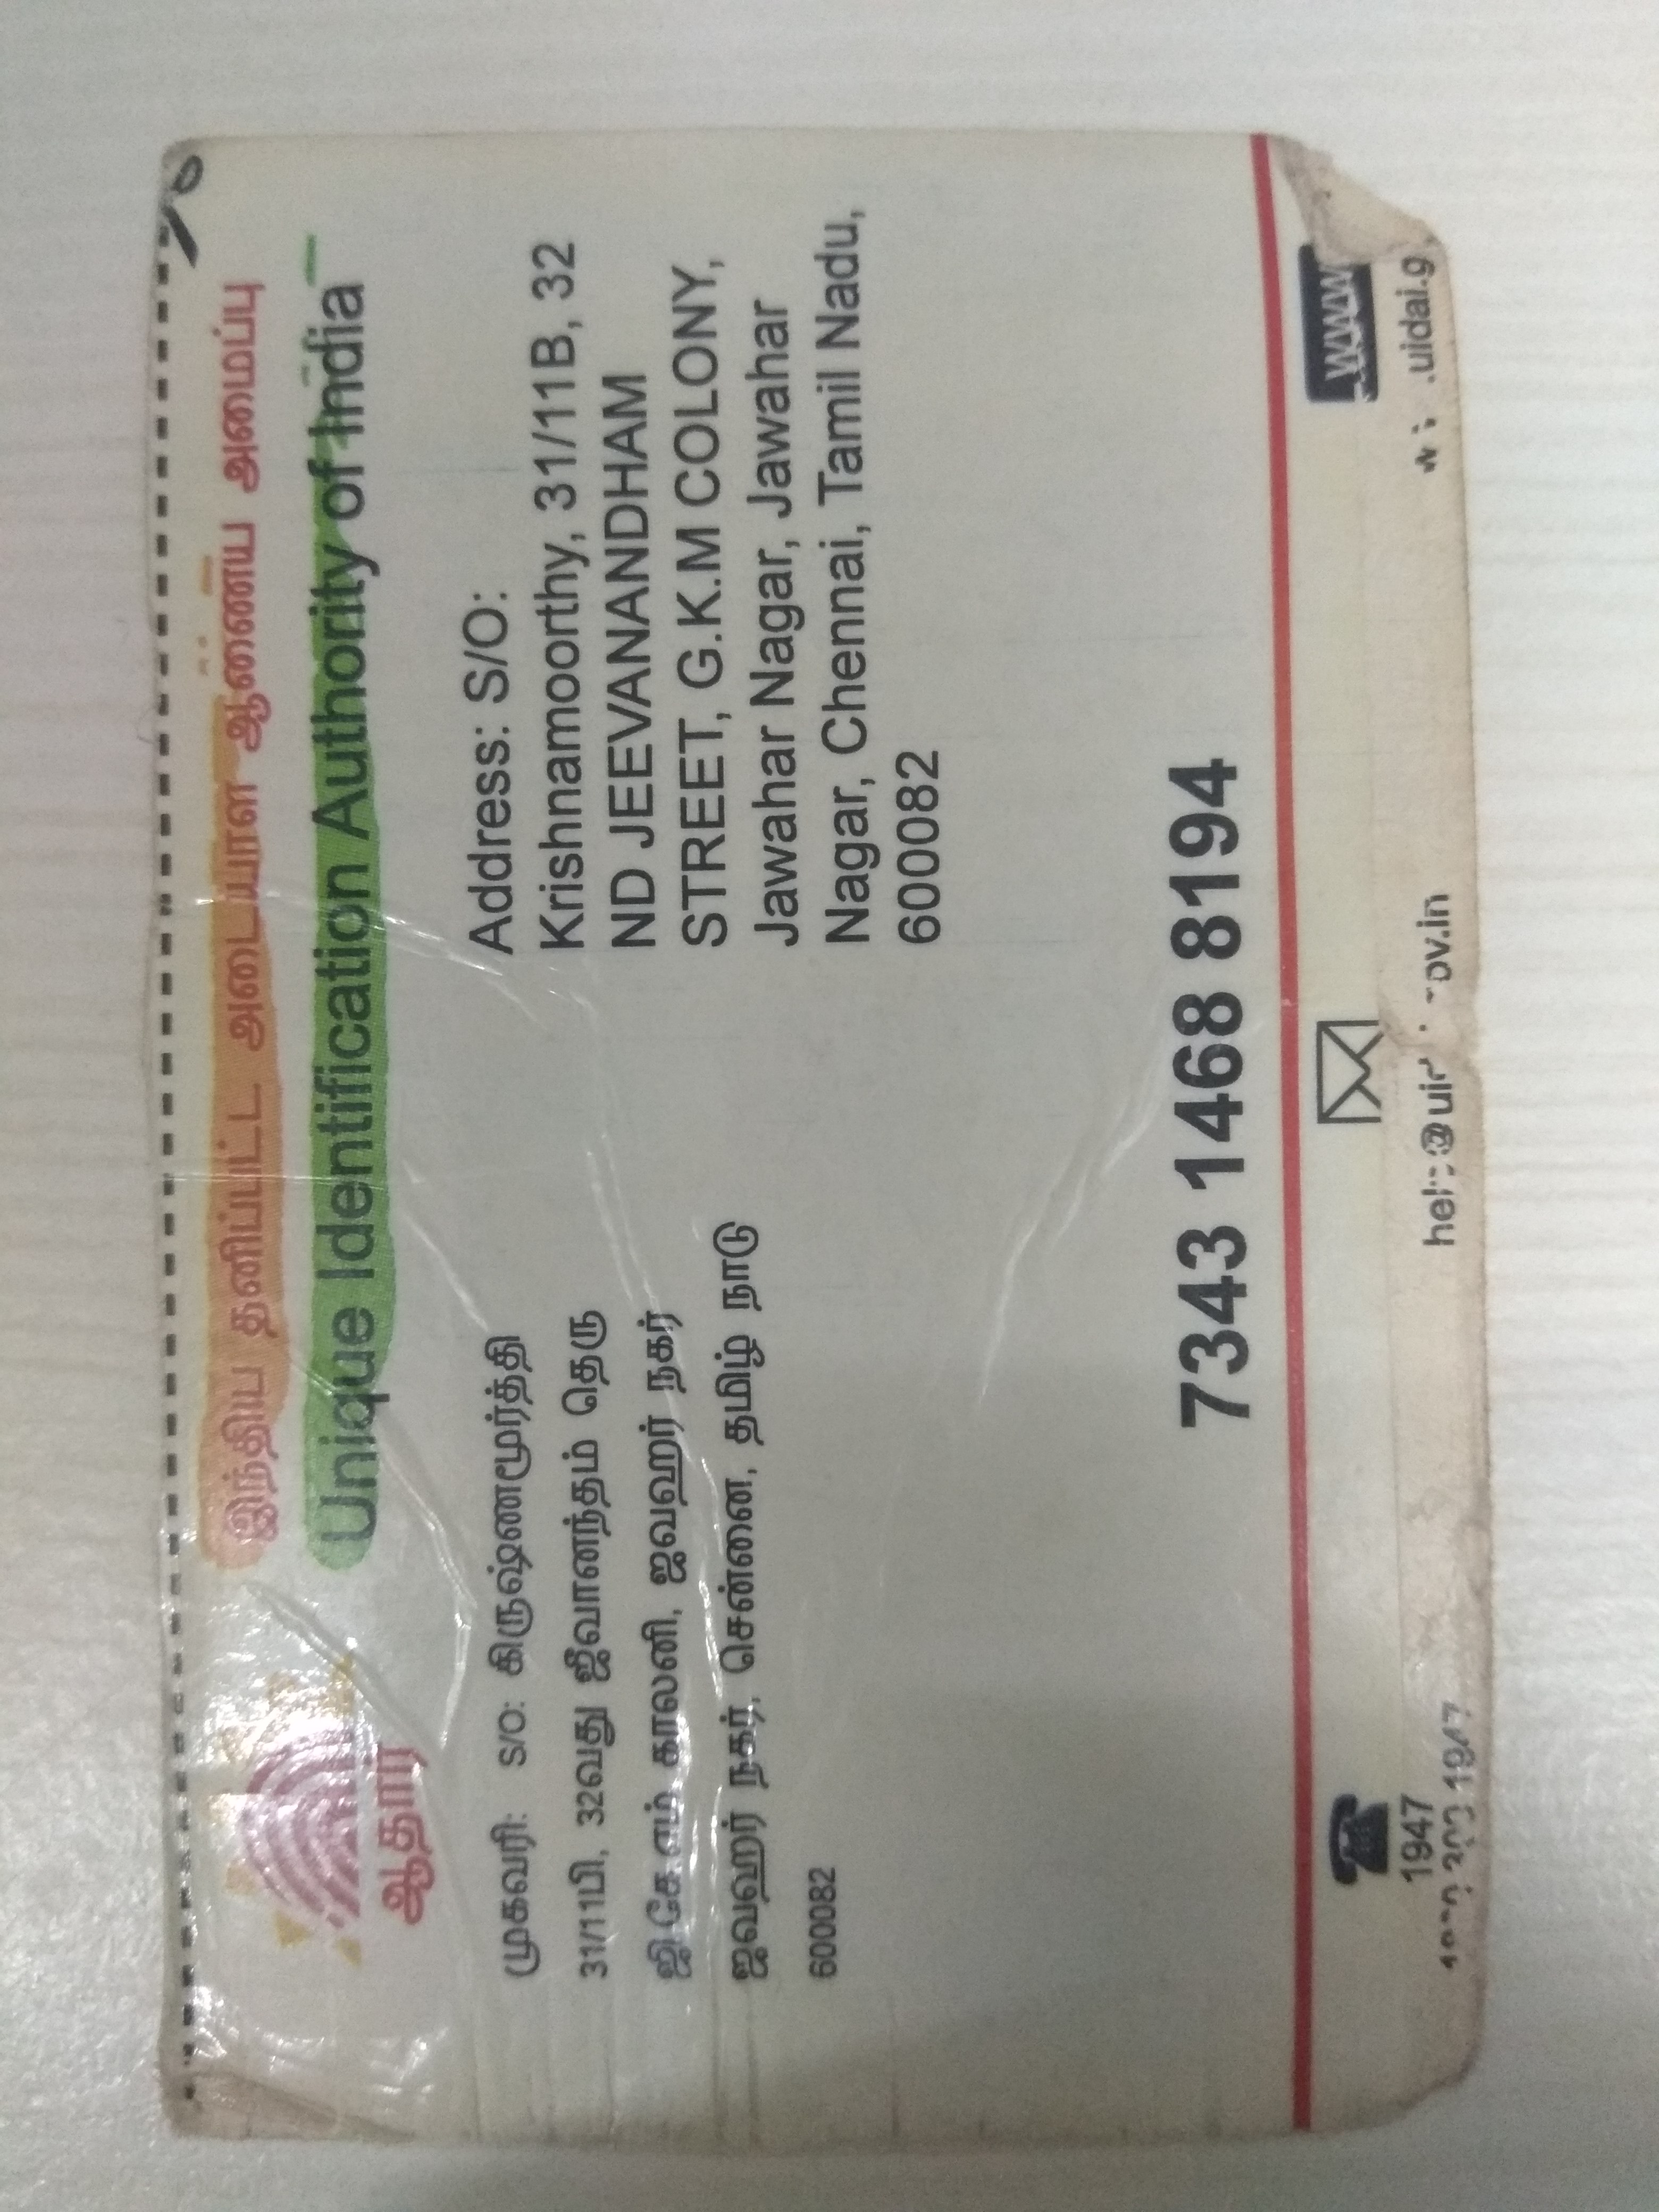 இந்திய தனிப்பட்ட அடையாள ஆணைய அமைப்பு
Unique Identification Authority of India
ஆதார்
முகவரி: S/O: கிருஷ்ணமூர்த்தி
31/11பி, 32வது ஜீவானந்தம் தெரு
ஜி.கே.எம் காலனி, ஜவஹர் நகர்
ஜவஹர் நகர், சென்னை, தமிழ் நாடு
600082
Address: S/O:
Krishnamoorthy, 31/11B, 32
ND JEEVANANDHAM
STREET, G.K.M COLONY,
Jawahar Nagar, Jawahar
Nagar, Chennai, Tamil Nadu,
600082
7343 1468 8194
1947
www